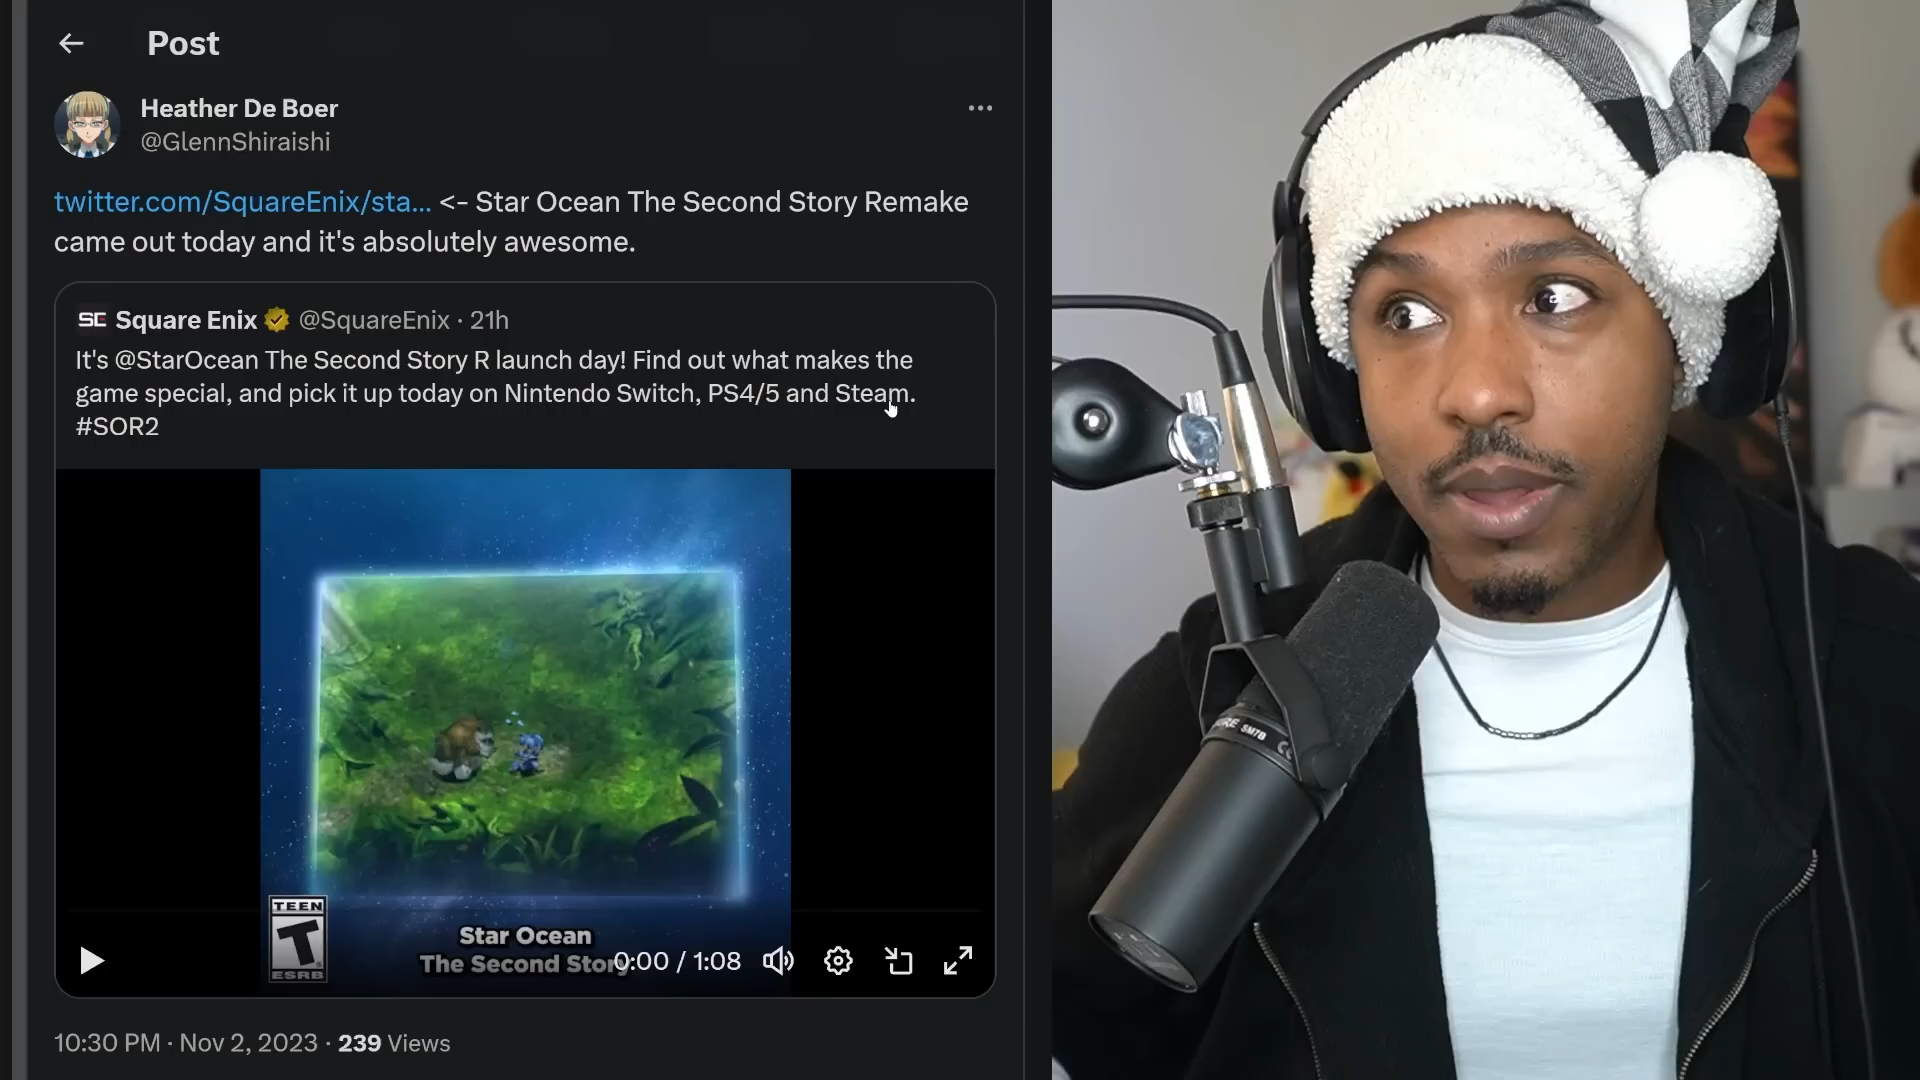 Post
Heather De Boer
@GlennShiraishi
twitter.com/SquareEnix/sta... <- Star Ocean The Second Story Remake
came out today and it's absolutely awesome.
SE Square Enix @SquareEnix · 21h
It's @StarOcean The Second Story R launch day! Find out what makes the
game special, and pick it up today on Nintendo Switch, PS4/5 and Steam.
#SOR2
TEEN
T
ESRB
Star Ocean
The Second Story
0:00 / 1:08
10:30 PM · Nov 2, 2023 · 239 Views
SM7B